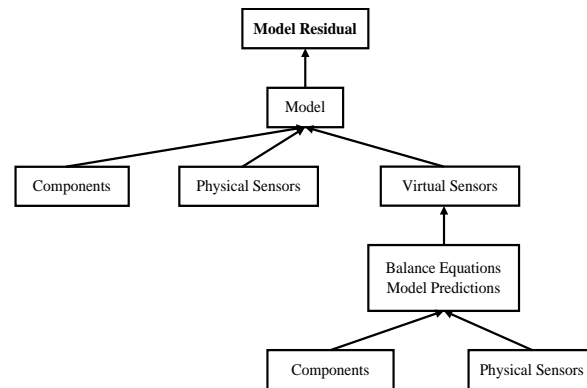 Model Residual
Model
Components
Physical Sensors
Virtual Sensors
Balance Equations
Model Predictions
Components
Physical Sensors